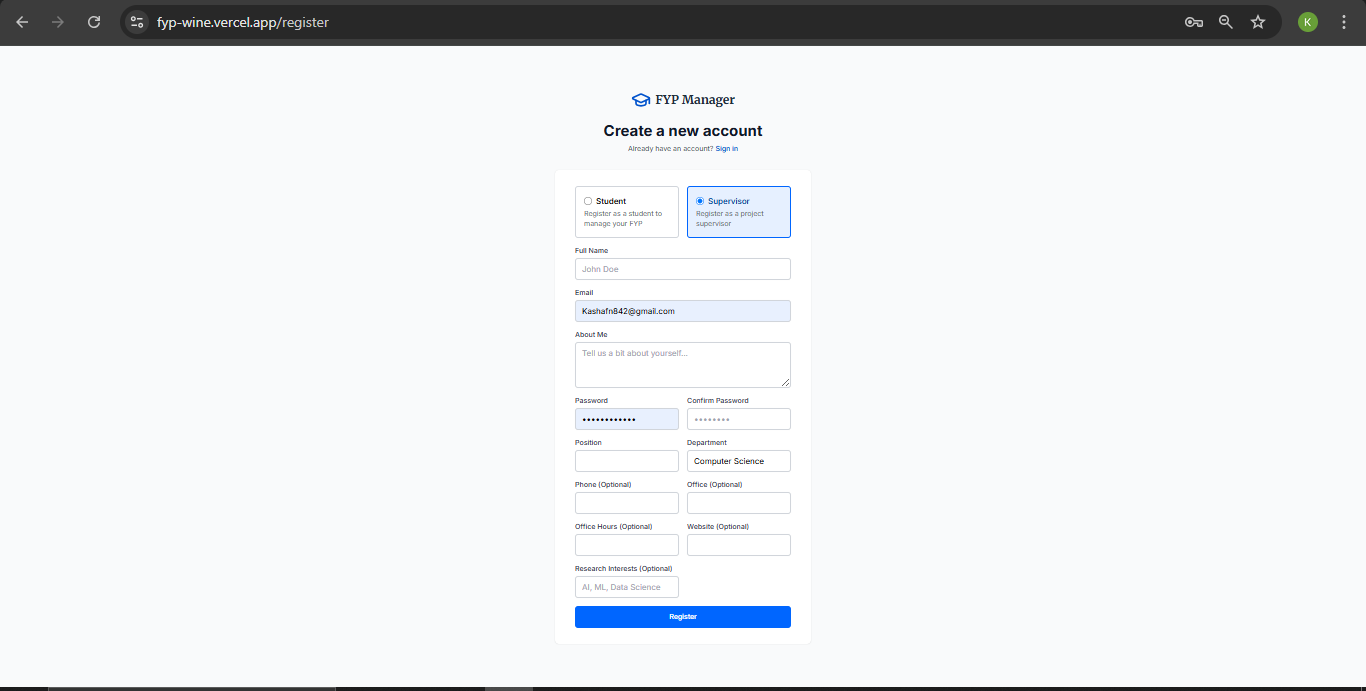 fyp-wine.vercel.app/register
K
FYP Manager
Create a new account
Already have an account? Sign in
Student
Register as a student to
manage your FYP
Supervisor
Register as a project
supervisor
Full Name
John Doe
Email
Kashafn842@gmail.com
About Me
Tell us a bit about yourself...
Password Confirm Password
•••••••••••• ••••••••
Position Department
Computer Science
Phone (Optional) Office (Optional)
Office Hours (Optional) Website (Optional)
Research Interests (Optional)
AI, ML, Data Science
Register